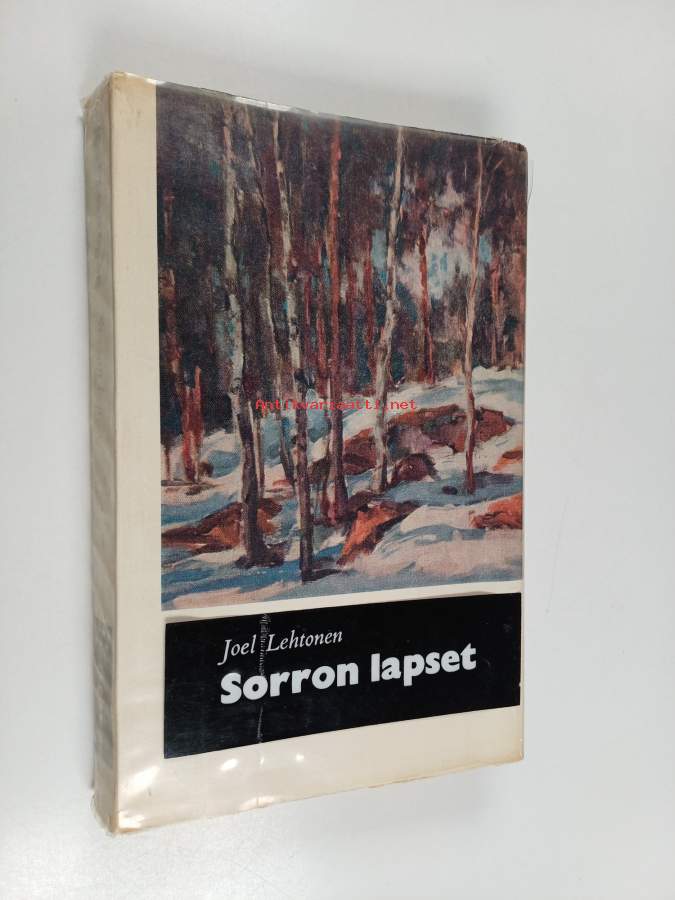 Antikvariaatti.net
Joel Lehtonen
Sorron lapset